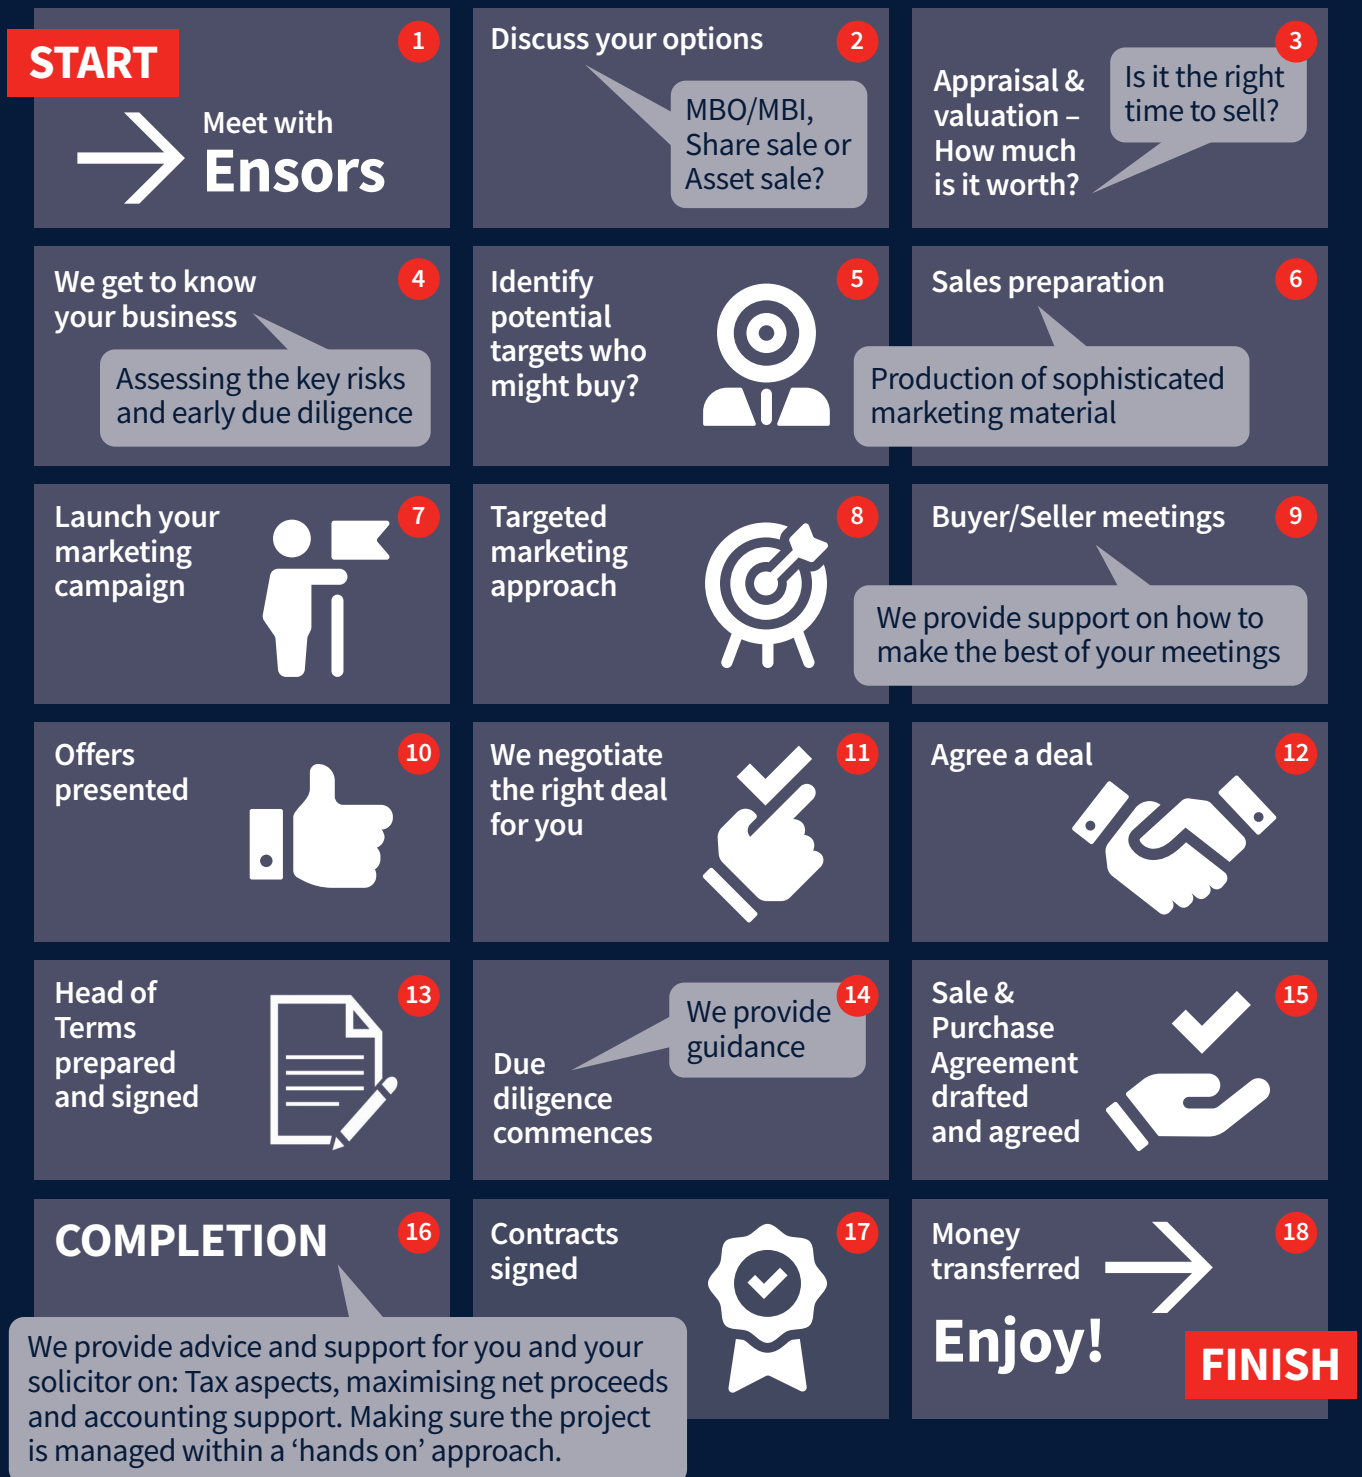 START
1
Meet with
Ensors
Discuss your options
2
MBO/MBI,
Share sale or
Asset sale?
3
Appraisal &
valuation –
How much
is it worth?
Is it the right
time to sell?
We get to know
your business
4
Assessing the key risks
and early due diligence
Identify
potential
targets who
might buy?
5
Sales preparation
6
Production of sophisticated
marketing material
Launch your
marketing
campaign
7
Targeted
marketing
approach
8
Buyer/Seller meetings
9
We provide support on how to
make the best of your meetings
Offers
presented
10
We negotiate
the right deal
for you
11
Agree a deal
12
Head of
Terms
prepared
and signed
13
Due
diligence
commences
We provide
guidance
14
Sale &
Purchase
Agreement
drafted
and agreed
15
COMPLETION
16
We provide advice and support for you and your
solicitor on: Tax aspects, maximising net proceeds
and accounting support. Making sure the project
is managed within a ‘hands on’ approach.
Contracts
signed
17
Money
transferred
18
Enjoy!
FINISH